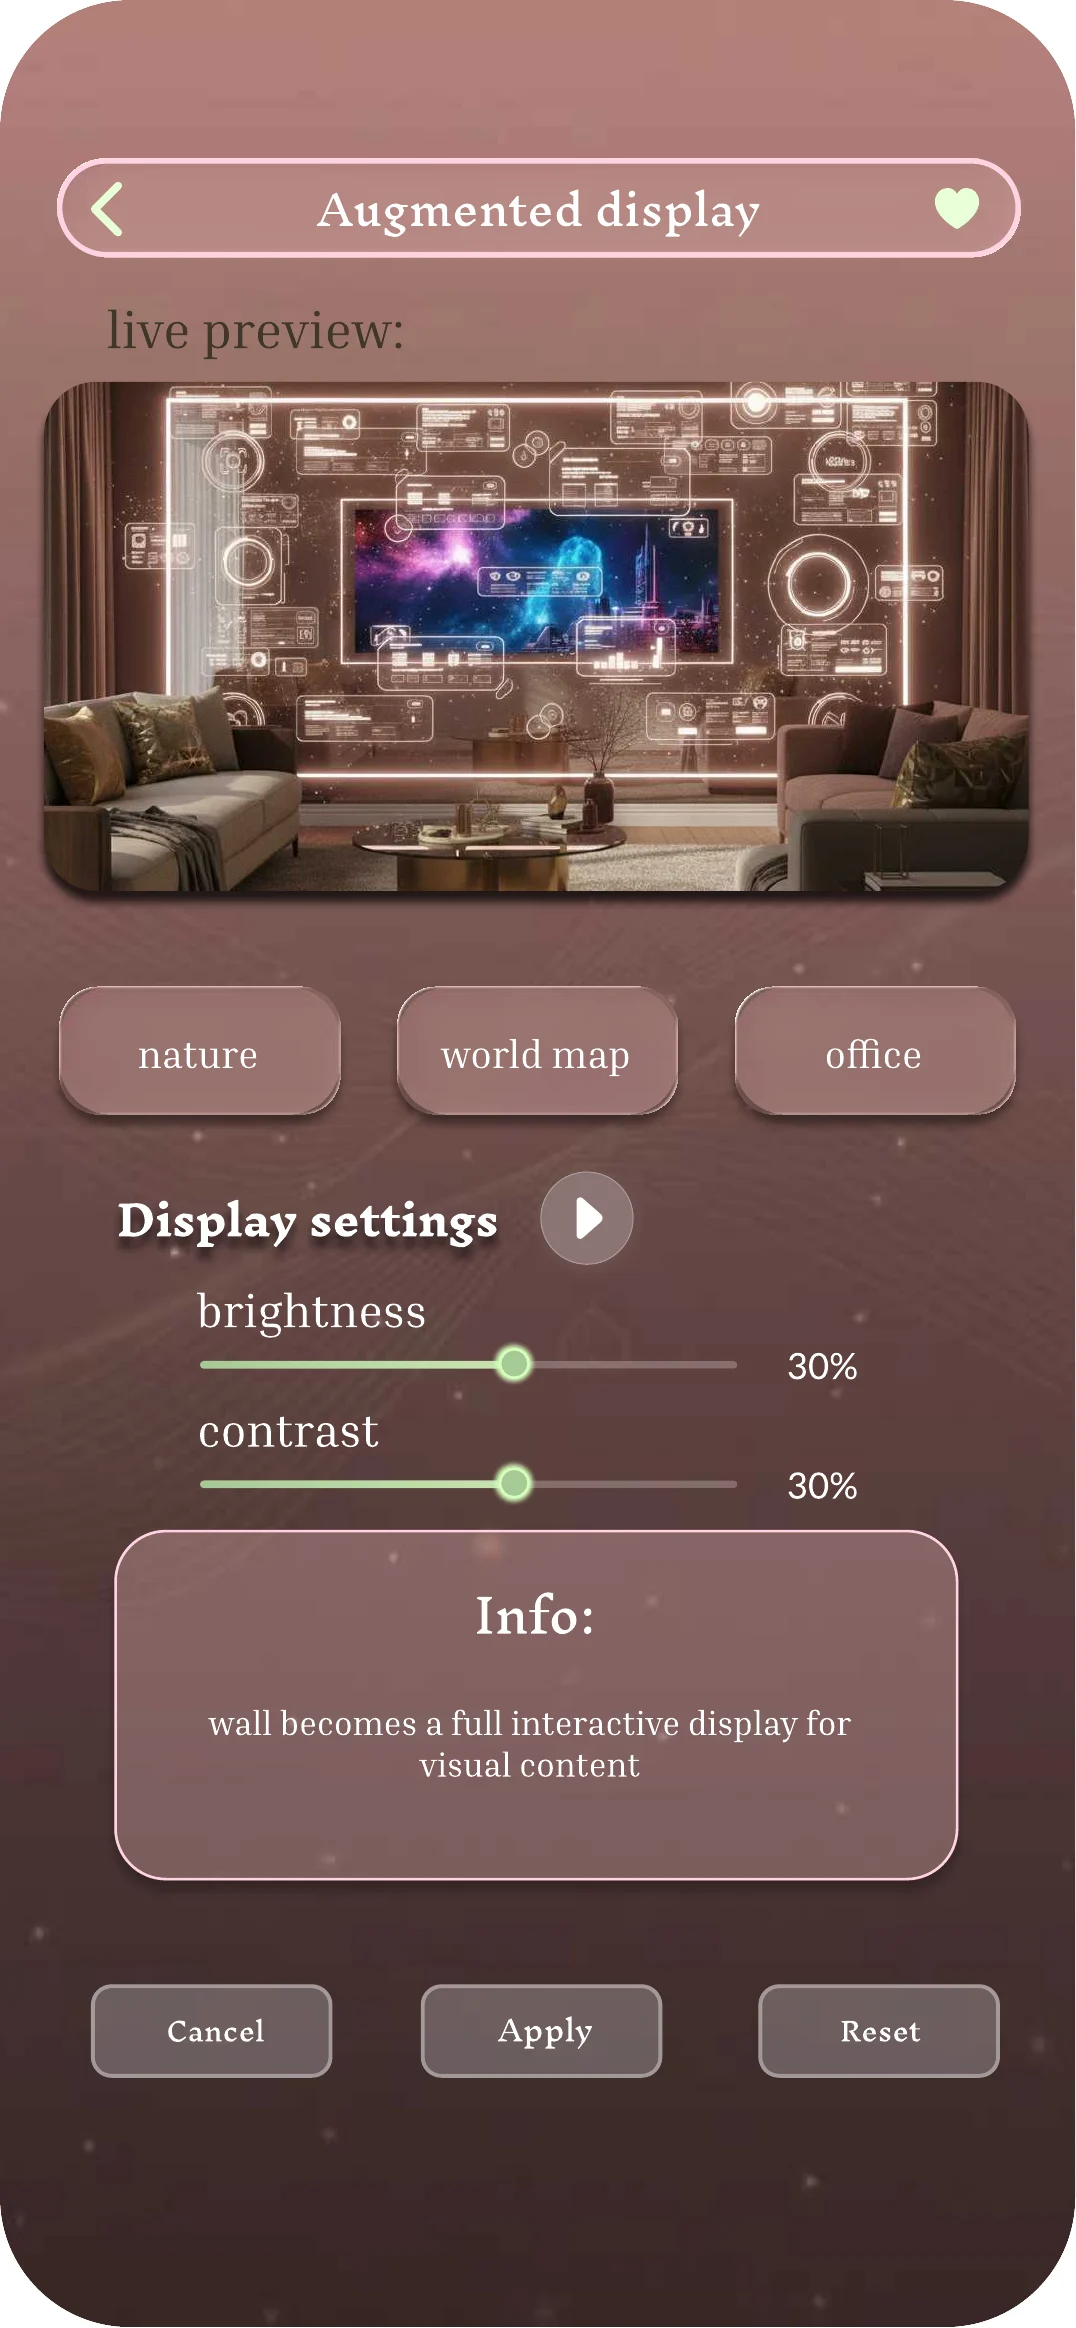 Augmented display
live preview:
nature
world map
office
Display settings
brightness
30%
contrast
30%
Info:
wall becomes a full interactive display for
visual content
Cancel
Apply
Reset